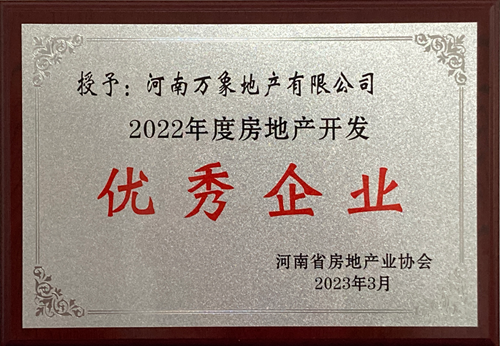 授予：河南万象地产有限公司
2022年度房地产开发
优秀企业
河南省房地产业协会
2023年3月